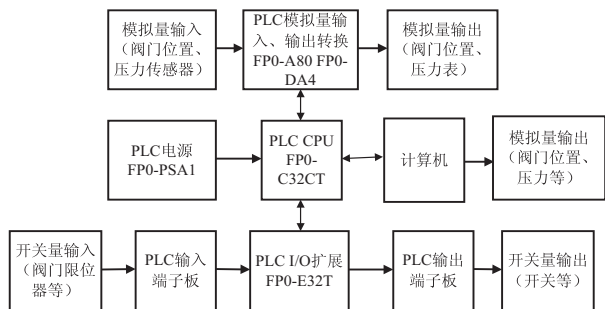 模拟量输入
（阀门位置、
压力传感器）
PLC模拟量输
入、输出转换
FP0-A80 FP0-
DA4
模拟量输出
（阀门位置、
压力表）
PLC电源
FP0-PSA1
PLC CPU
FP0-
C32CT
计算机
模拟量输出
（阀门位置、
压力等）
开关量输入
（阀门限位
器等）
PLC输入
端子板
PLC I/O扩展
FP0-E32T
PLC输出
端子板
开关量输出
（开关等）